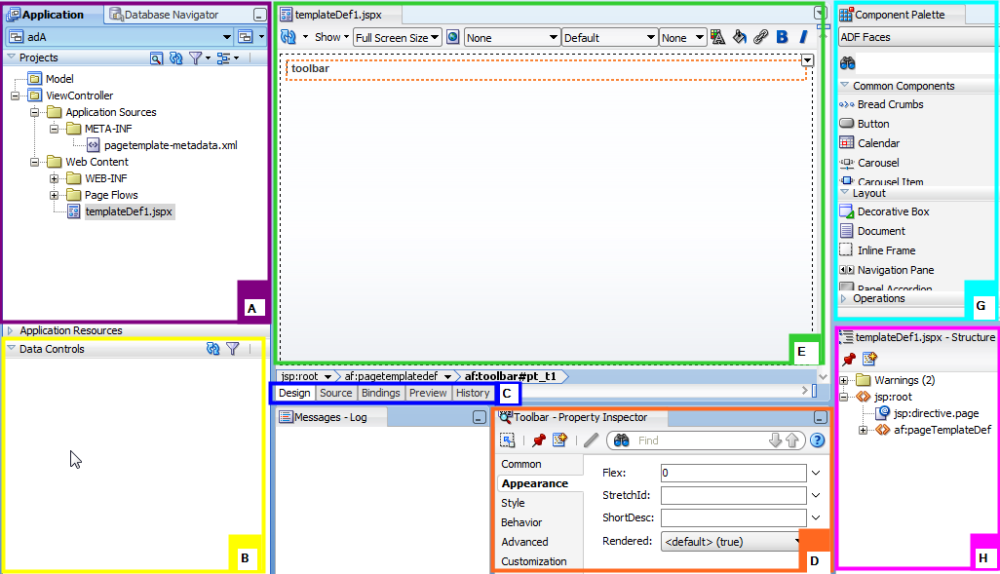 Application
Database Navigator
adA
Projects
Model
ViewController
Application Sources
META-INF
pagetemplate-metadata.xml
Web Content
WEB-INF
Page Flows
templateDef1.jspx
A
Application Resources
Data Controls
B
templateDef1.jspx
Show
Full Screen Size
None
Default
None
B
I
toolbar
E
jsp:root
af:pagetemplatedef
af:toolbar#pt_t1
Design
Source
Bindings
Preview
History
C
Messages - Log
Toolbar - Property Inspector
Find
?
Common
Appearance
Style
Behavior
Advanced
Customization
Flex:
0
StretchId:
ShortDesc:
Rendered:
<default> (true)
D
Component Palette
ADF Faces
Common Components
Bread Crumbs
Button
Calendar
Carousel
Carousel Item
Layout
Decorative Box
Document
Inline Frame
Navigation Pane
Panel Accordion
Operations
G
templateDef1.jspx - Structure
Warnings (2)
jsp:root
jsp:directive.page
af:pageTemplateDef
H